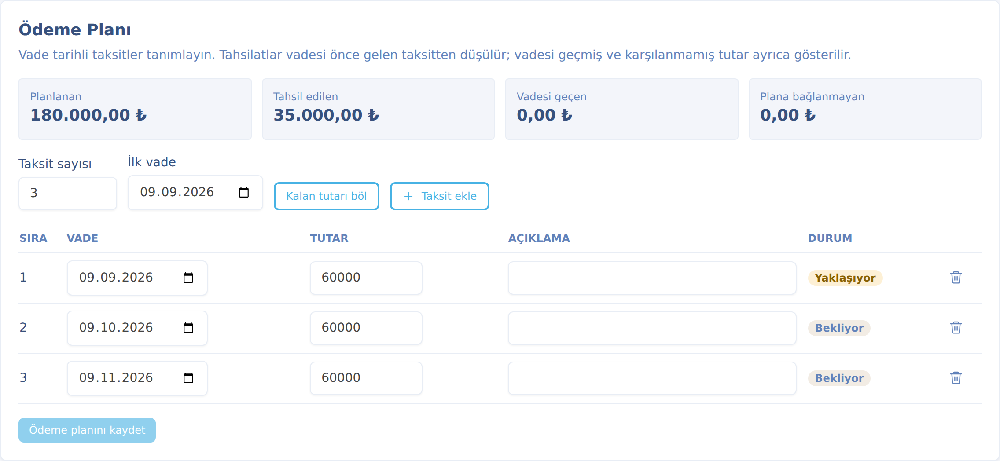 Ödeme Planı
Vade tarihli taksitler tanımlayın. Tahsilatlar vadesi önce gelen taksitten düşülür; vadesi geçmiş ve karşılanmamış tutar ayrıca gösterilir.
Planlanan
180.000,00 ₺
Tahsil edilen
35.000,00 ₺
Vadesi geçen
0,00 ₺
Plana bağlanmayan
0,00 ₺
Taksit sayısı
3
İlk vade
09.09.2026
Kalan tutarı böl
Taksit ekle
SIRA VADE TUTAR AÇIKLAMA DURUM
1 09.09.2026 60000 Yaklaşıyor
2 09.10.2026 60000 Bekliyor
3 09.11.2026 60000 Bekliyor
Ödeme planını kaydet